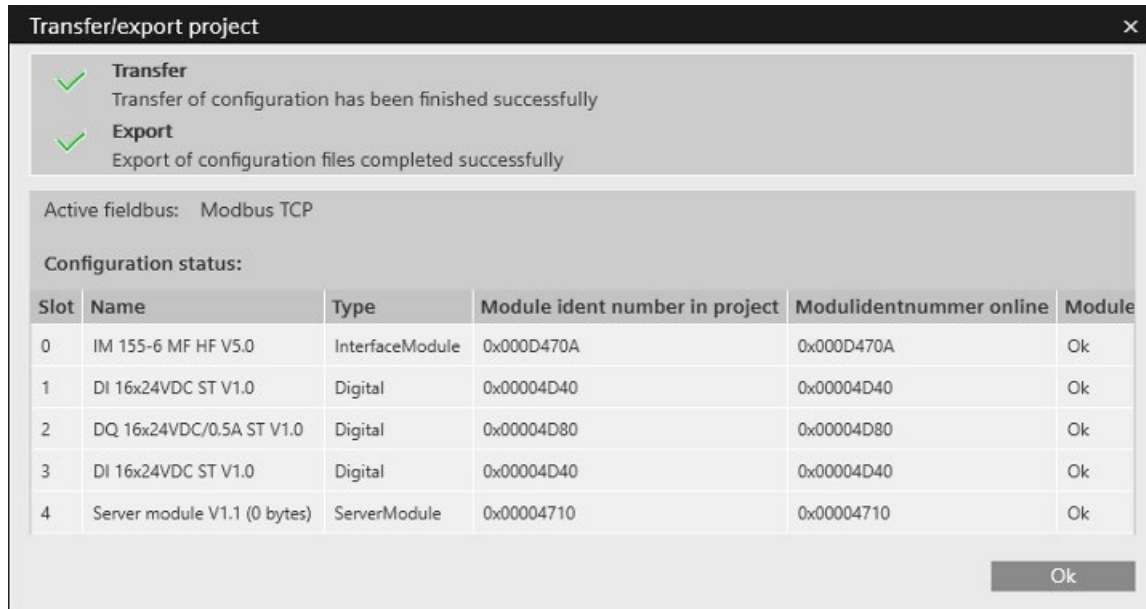 Transfer/export project
Transfer
Transfer of configuration has been finished successfully
Export
Export of configuration files completed successfully
Active fieldbus: Modbus TCP
Configuration status:
Slot Name Type Module ident number in project Modulidentnummer online Module
0 IM 155-6 MF HF V5.0 InterfaceModule 0x000D470A 0x000D470A Ok
1 DI 16x24VDC ST V1.0 Digital 0x00004D40 0x00004D40 Ok
2 DQ 16x24VDC/0.5A ST V1.0 Digital 0x00004D80 0x00004D80 Ok
3 DI 16x24VDC ST V1.0 Digital 0x00004D40 0x00004D40 Ok
4 Server module V1.1 (0 bytes) ServerModule 0x00004710 0x00004710 Ok
Ok